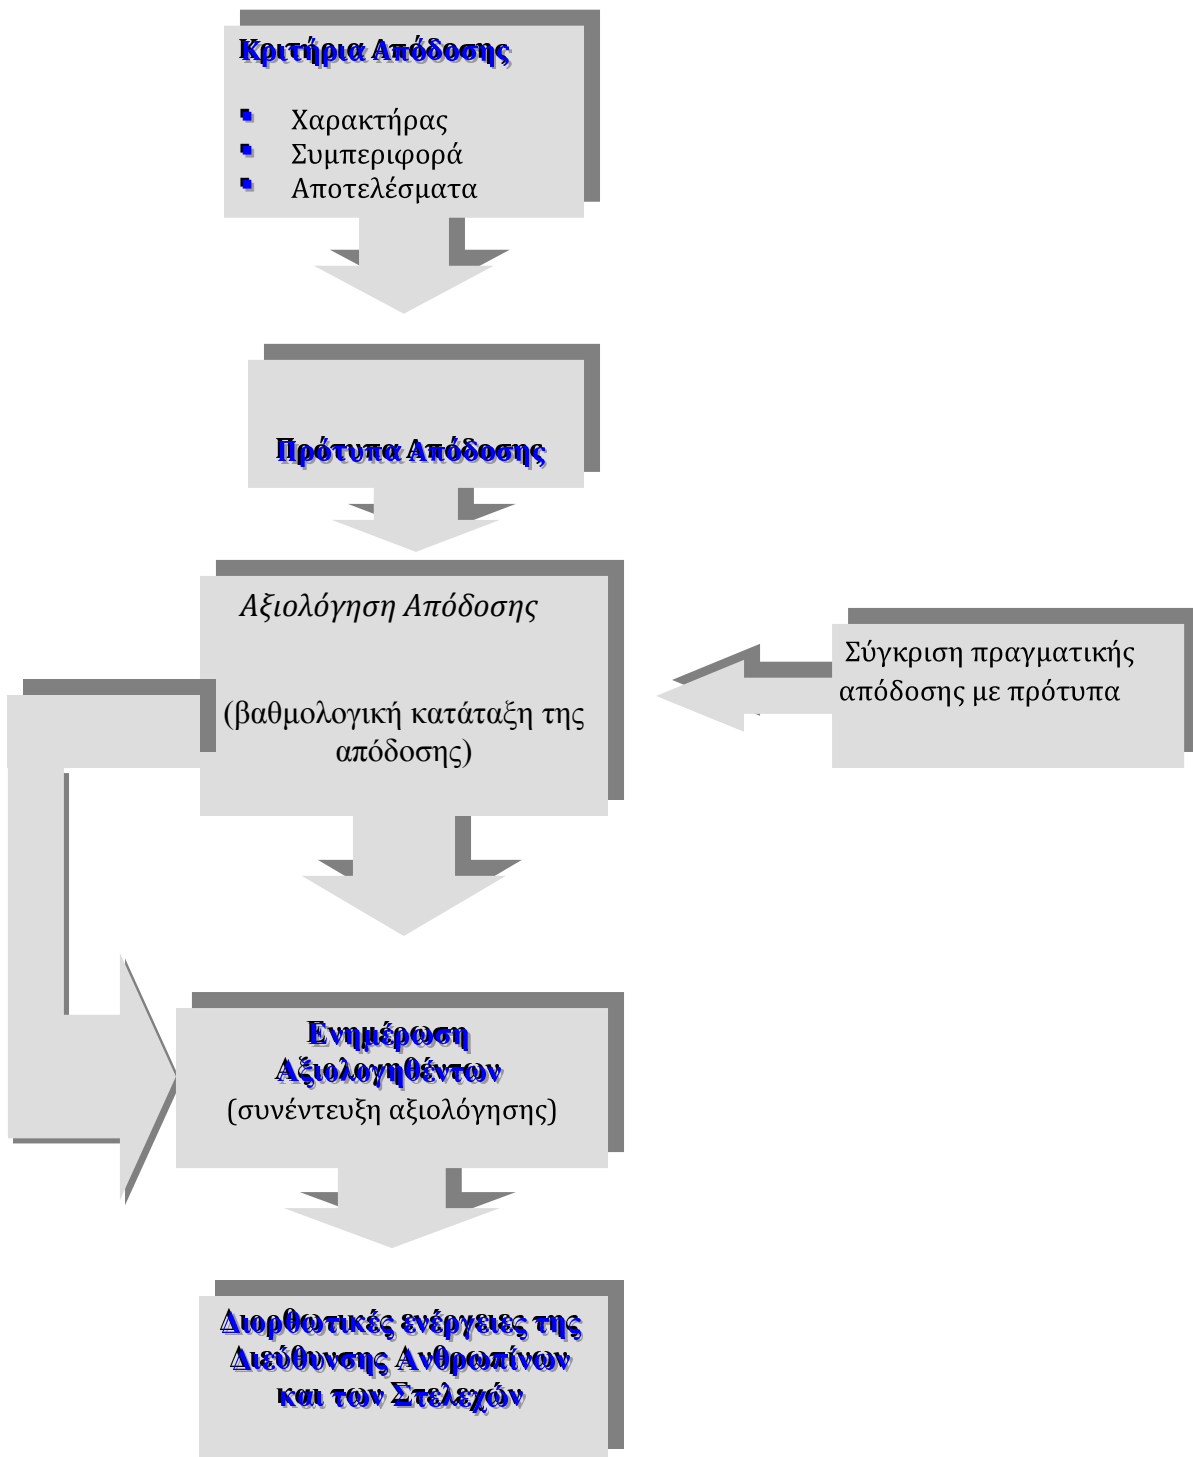 Κριτήρια Απόδοσης
Χαρακτήρας
Συμπεριφορά
Αποτελέσματα
Πρότυπα Απόδοσης
Αξιολόγηση Απόδοσης
(βαθμολογική κατάταξη της
απόδοσης)
Σύγκριση πραγματικής
απόδοσης με πρότυπα
Ενημέρωση
Αξιολογηθέντων
(συνέντευξη αξιολόγησης)
Διορθωτικές ενέργειες της
Διεύθυνσης Ανθρωπίνων
και των Στελεχών